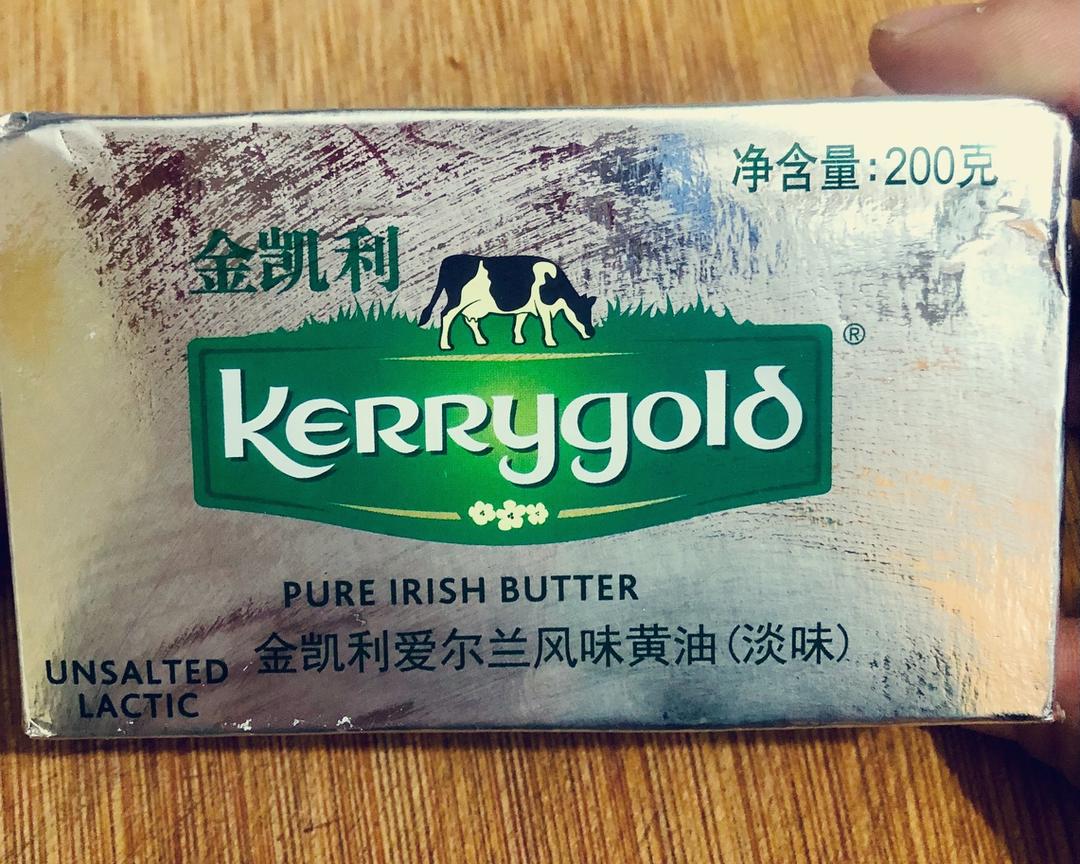 净含量:200克
金凯利
Kerrygold®
PURE IRISH BUTTER
金凯利爱尔兰风味黄油(淡味)
UNSALTED
LACTIC